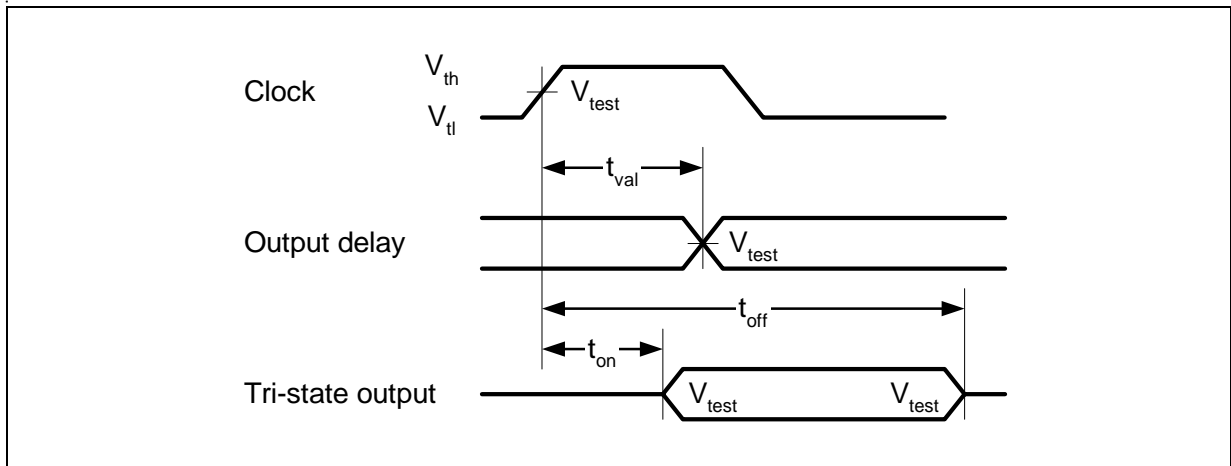 Clock
V_th
V_tl
V_test
t_val
Output delay
V_test
t_off
t_on
Tri-state output
V_test
V_test